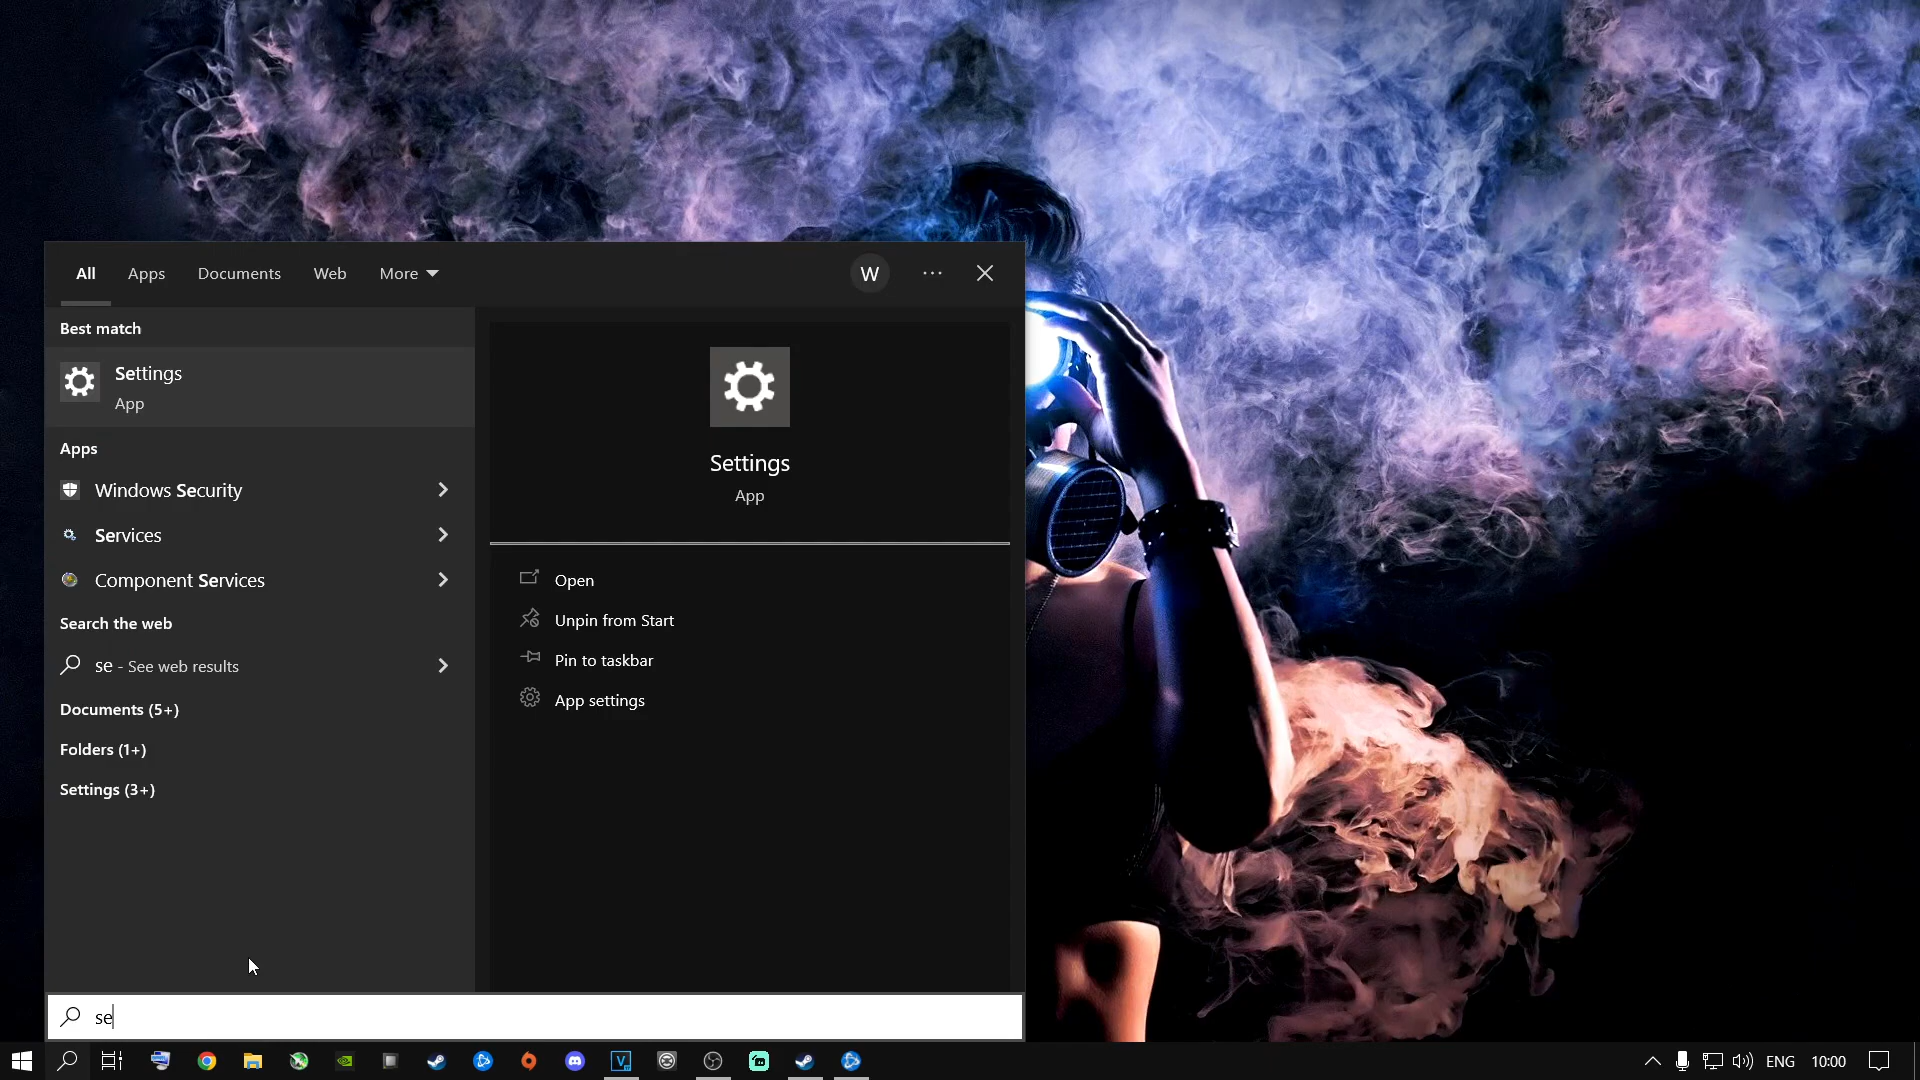 All Apps Documents Web More W
Best match
Settings
App
Apps
Windows Security
Services
Component Services
Search the web
se - See web results
Documents (5+)
Folders (1+)
Settings (3+)
Settings
App
Open
Unpin from Start
Pin to taskbar
App settings
se
V ENG 10:00